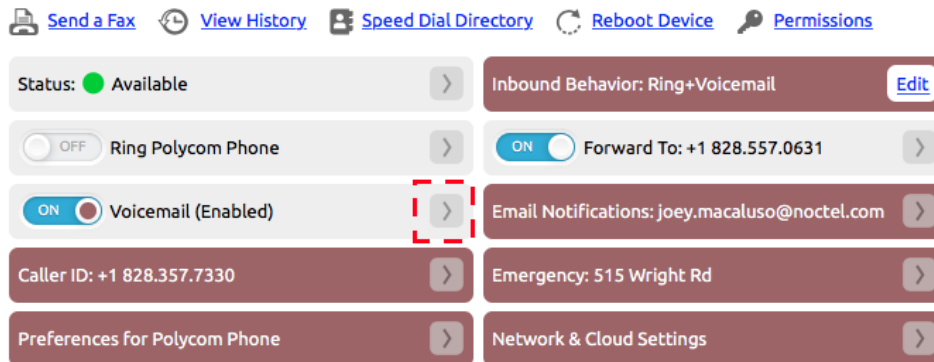 Send a Fax View History Speed Dial Directory Reboot Device Permissions
Status: Available
Inbound Behavior: Ring+Voicemail Edit
OFF Ring Polycom Phone
ON Forward To: +1 828.557.0631
ON Voicemail (Enabled)
Email Notifications: joey.macaluso@noctel.com
Caller ID: +1 828.357.7330
Emergency: 515 Wright Rd
Preferences for Polycom Phone
Network & Cloud Settings